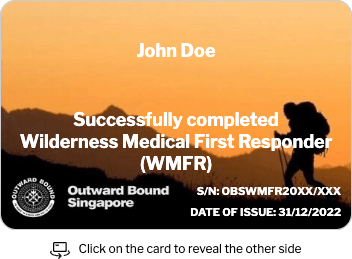 John Doe
Successfully completed
Wilderness Medical First Responder
(WMFR)
OUTWARD BOUND
Outward Bound
Singapore
S/N: OBSWMFR20XX/XXX
DATE OF ISSUE: 31/12/2022
Click on the card to reveal the other side